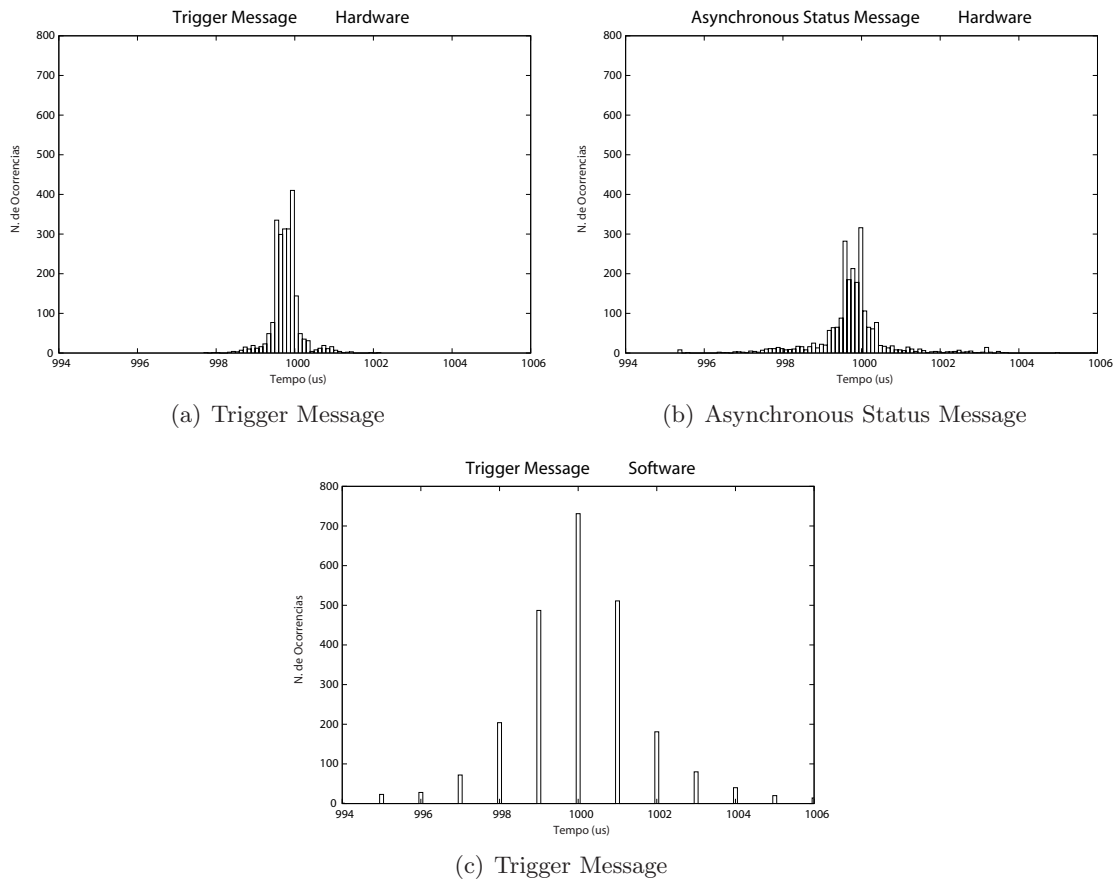 Trigger Message Hardware
800
700
600
500
400
300
200
100
0
N. de Ocorrencias
994 996 998 1000 1002 1004 1006
Tempo (us)
(a) Trigger Message
Asynchronous Status Message Hardware
800
700
600
500
400
300
200
100
0
N. de Ocorrencias
994 996 998 1000 1002 1004 1006
Tempo (us)
(b) Asynchronous Status Message
Trigger Message Software
800
700
600
500
400
300
200
100
0
N. de Ocorrencias
994 996 998 1000 1002 1004 1006
Tempo (us)
(c) Trigger Message